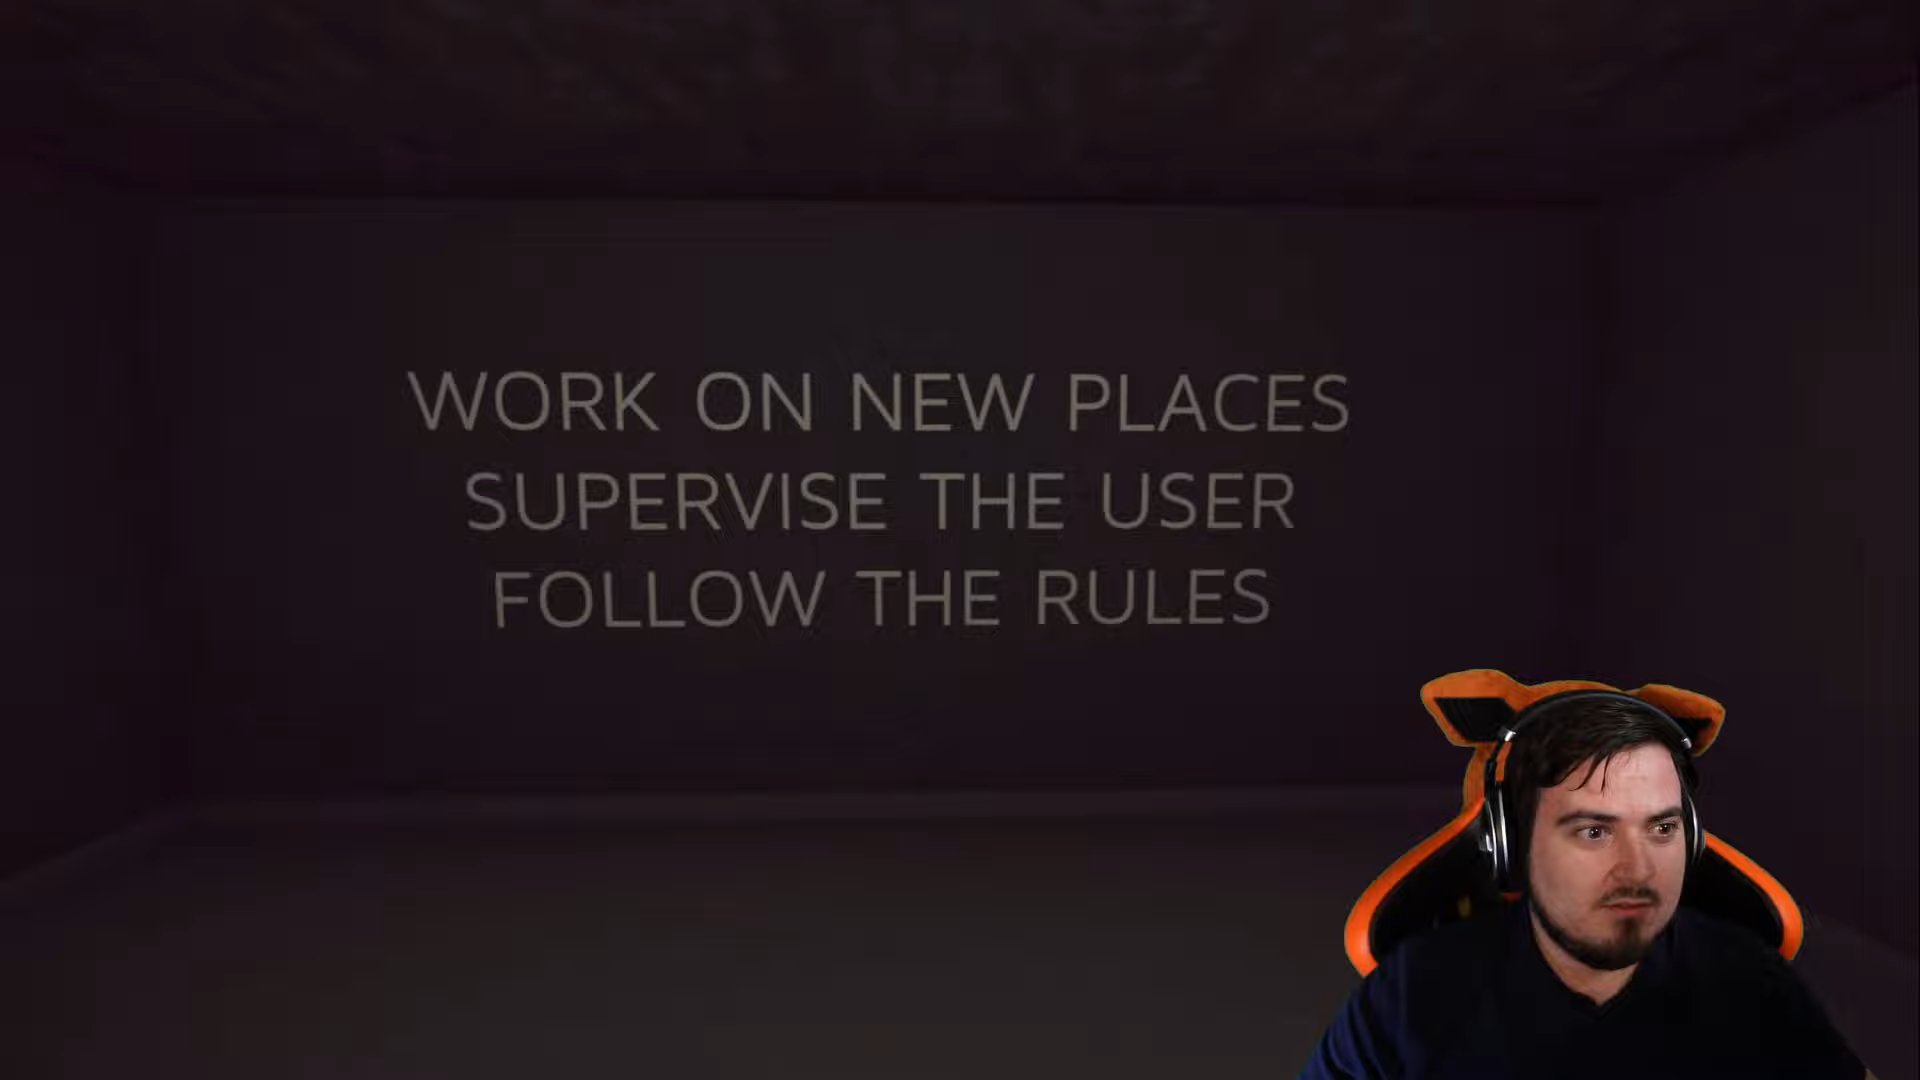 WORK ON NEW PLACES
SUPERVISE THE USER
FOLLOW THE RULES